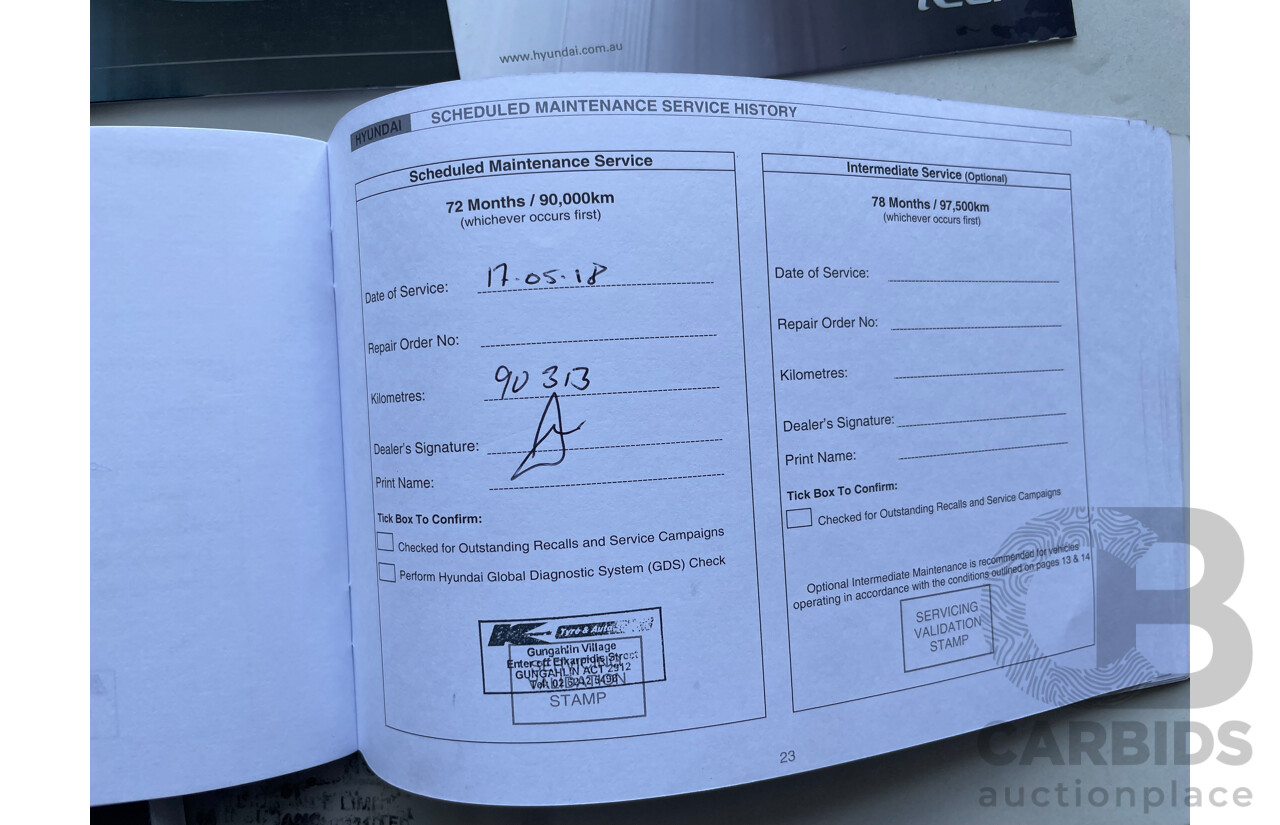 www.hyundai.com.au
HYUNDAI
SCHEDULED MAINTENANCE SERVICE HISTORY
Scheduled Maintenance Service
72 Months / 90,000km
(whichever occurs first)
Date of Service: 17-05-18
Repair Order No:
Kilometres: 90 313
Dealer's Signature:
Print Name:
Tick Box To Confirm:
Checked for Outstanding Recalls and Service Campaigns
Perform Hyundai Global Diagnostic System (GDS) Check
K Tyre & Auto
Gungahlin Village
Entercoff Efkarpidis Street
GUNGAHLIN ACT 2912
STAMP
Intermediate Service (Optional)
78 Months / 97,500km
(whichever occurs first)
Date of Service:
Repair Order No:
Kilometres:
Dealer's Signature:
Print Name:
Tick Box To Confirm:
Checked for Outstanding Recalls and Service Campaigns
Optional Intermediate Maintenance is recommended for vehicles
operating in accordance with the conditions outlined on pages 13 & 14
SERVICING
VALIDATION
STAMP
23
CB
CARBIDS
auctionplace